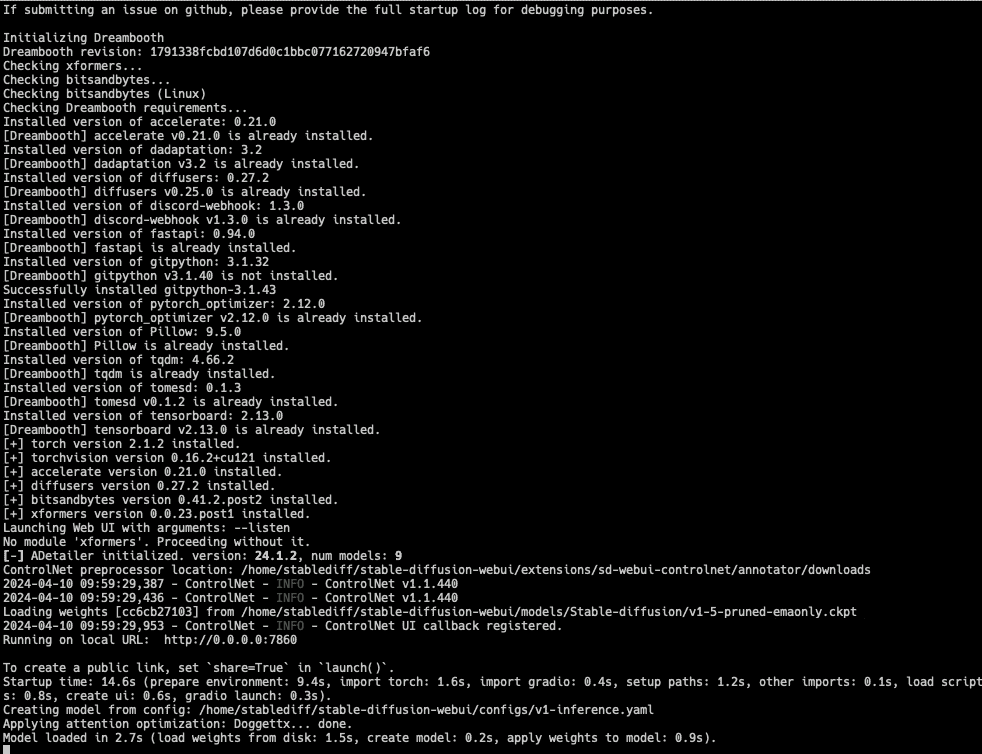 If submitting an issue on github, please provide the full startup log for debugging purposes.

Initializing Dreambooth
Dreambooth revision: 1791338fcbd107d6d0c1bbc077162720947bfaf6
Checking xformers...
Checking bitsandbytes...
Checking bitsandbytes (Linux)
Checking Dreambooth requirements...
Installed version of accelerate: 0.21.0
[Dreambooth] accelerate v0.21.0 is already installed.
Installed version of dadaptation: 3.2
[Dreambooth] dadaptation v3.2 is already installed.
Installed version of diffusers: 0.27.2
[Dreambooth] diffusers v0.25.0 is already installed.
Installed version of discord-webhook: 1.3.0
[Dreambooth] discord-webhook v1.3.0 is already installed.
Installed version of fastapi: 0.94.0
[Dreambooth] fastapi is already installed.
Installed version of gitpython: 3.1.32
[Dreambooth] gitpython v3.1.40 is not installed.
Successfully installed gitpython-3.1.43
Installed version of pytorch_optimizer: 2.12.0
[Dreambooth] pytorch_optimizer v2.12.0 is already installed.
Installed version of Pillow: 9.5.0
[Dreambooth] Pillow is already installed.
Installed version of tqdm: 4.66.2
[Dreambooth] tqdm is already installed.
Installed version of tomesd: 0.1.3
[Dreambooth] tomesd v0.1.2 is already installed.
Installed version of tensorboard: 2.13.0
[Dreambooth] tensorboard v2.13.0 is already installed.
[+] torch version 2.1.2 installed.
[+] torchvision version 0.16.2+cu121 installed.
[+] accelerate version 0.21.0 installed.
[+] diffusers version 0.27.2 installed.
[+] bitsandbytes version 0.41.2.post2 installed.
[+] xformers version 0.0.23.post1 installed.
Launching Web UI with arguments: --listen
No module 'xformers'. Proceeding without it.
[-] ADetailer initialized. version: 24.1.2, num models: 9
ControlNet preprocessor location: /home/stablediff/stable-diffusion-webui/extensions/sd-webui-controlnet/annotator/downloads
2024-04-10 09:59:29,387 - ControlNet - INFO - ControlNet v1.1.440
2024-04-10 09:59:29,436 - ControlNet - INFO - ControlNet v1.1.440
Loading weights [cc6cb27103] from /home/stablediff/stable-diffusion-webui/models/Stable-diffusion/v1-5-pruned-emaonly.ckpt
2024-04-10 09:59:29,953 - ControlNet - INFO - ControlNet UI callback registered.
Running on local URL:  http://0.0.0.0:7860

To create a public link, set `share=True` in `launch()`.
Startup time: 14.6s (prepare environment: 9.4s, import torch: 1.6s, import gradio: 0.4s, setup paths: 1.2s, other imports: 0.1s, load script
s: 0.8s, create ui: 0.6s, gradio launch: 0.3s).
Creating model from config: /home/stablediff/stable-diffusion-webui/configs/v1-inference.yaml
Applying attention optimization: Doggettx... done.
Model loaded in 2.7s (load weights from disk: 1.5s, create model: 0.2s, apply weights to model: 0.9s).